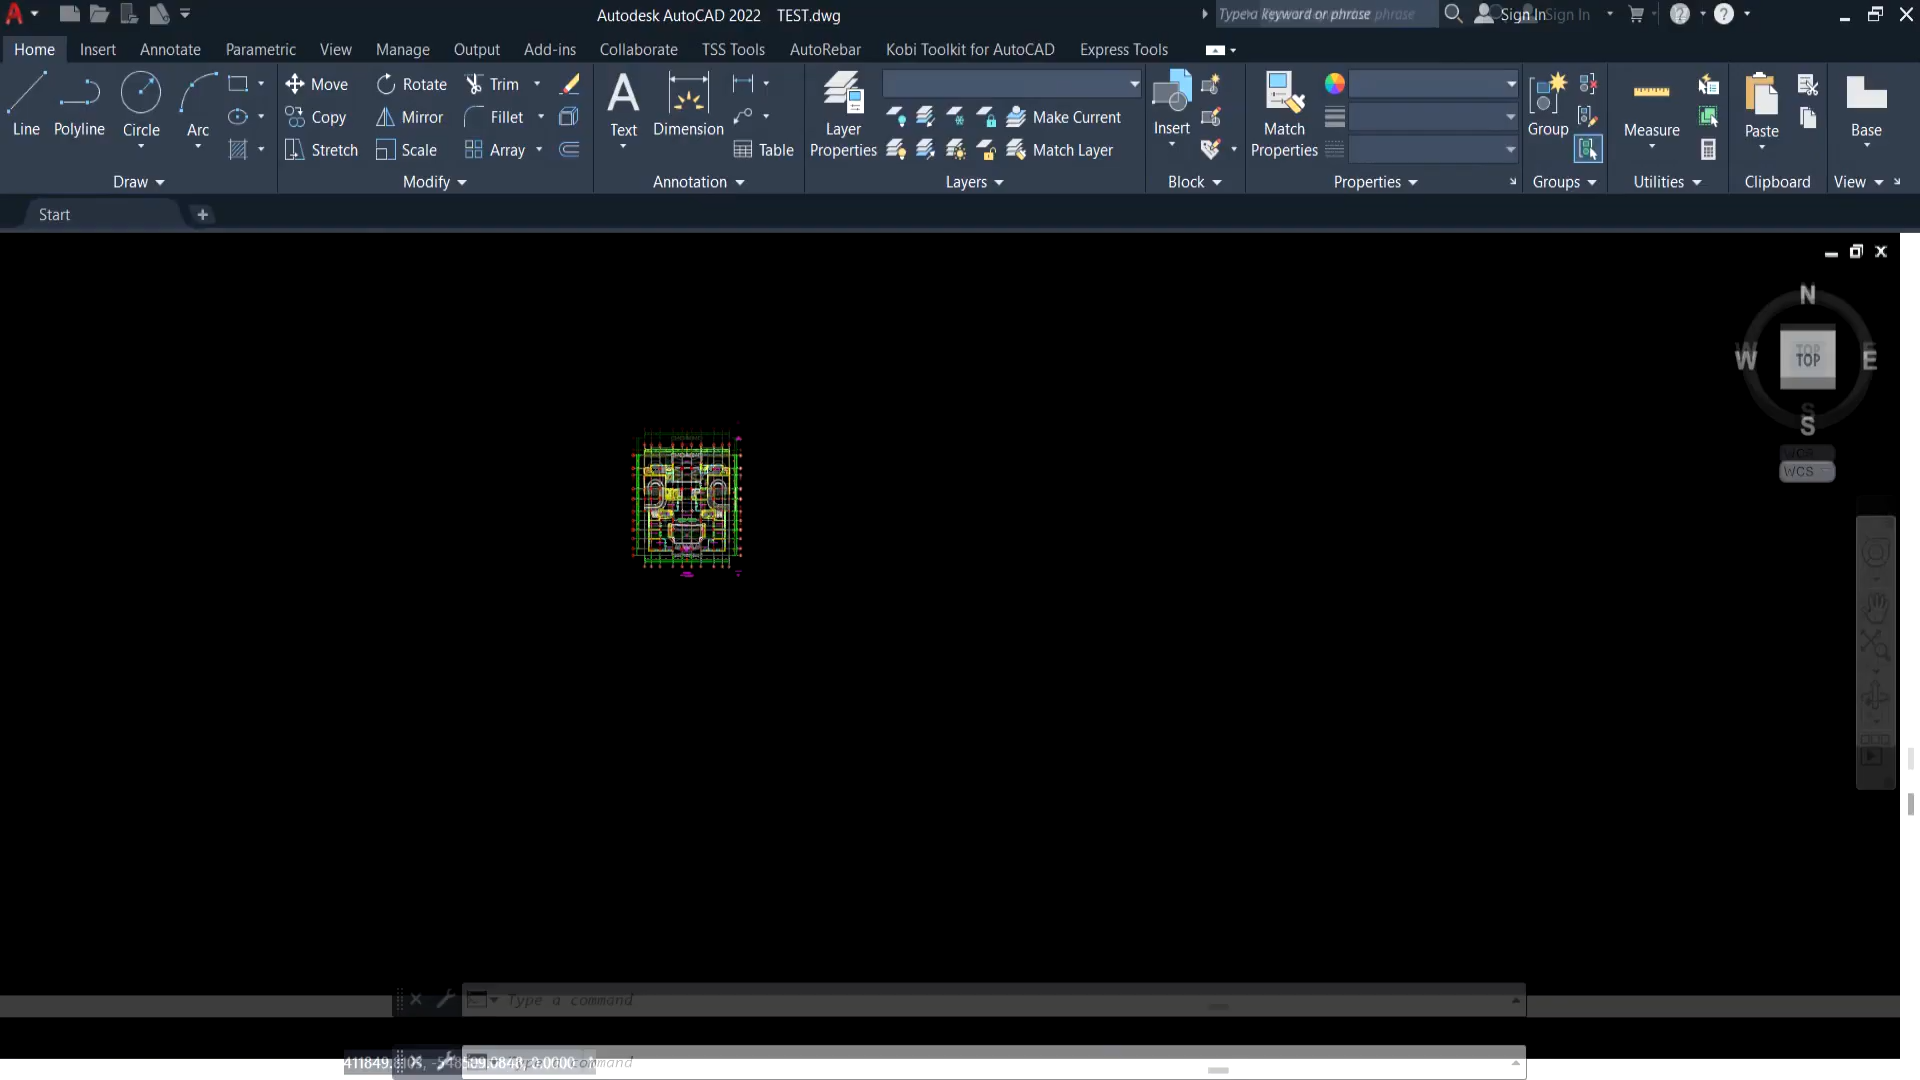 Autodesk AutoCAD 2022 TEST.dwg
Type a keyword or phrase
Sign In
Home Insert Annotate Parametric View Manage Output Add-ins Collaborate TSS Tools AutoRebar Kobi Toolkit for AutoCAD Express Tools
Line Polyline Circle Arc
Move Rotate Trim
Copy Mirror Fillet
Stretch Scale Array
Text Dimension Table
Layer Properties
Make Current
Match Layer
Insert
Match Properties
Group
Measure
Paste
Base
Draw Modify Annotation Layers Block Properties Groups Utilities Clipboard View
Start
N
W TOP E
S
WCS
Type a command
Type a command